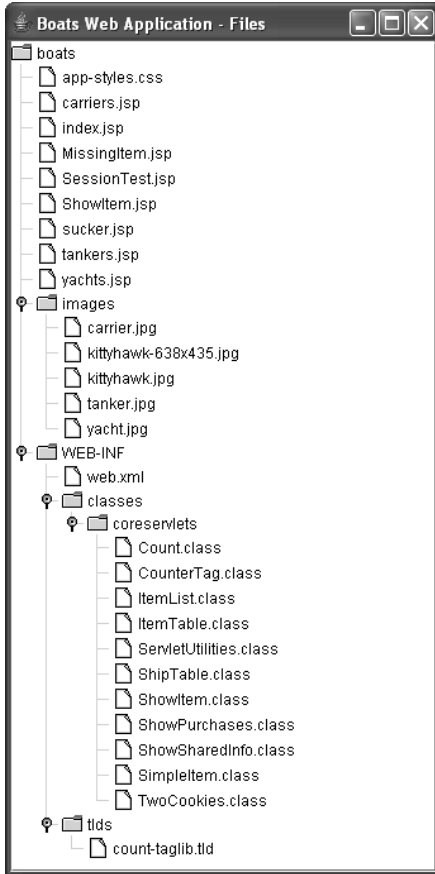 Boats Web Application - Files
boats
app-styles.css
carriers.jsp
index.jsp
MissingItem.jsp
SessionTest.jsp
ShowItem.jsp
sucker.jsp
tankers.jsp
yachts.jsp
images
carrier.jpg
kittyhawk-638x435.jpg
kittyhawk.jpg
tanker.jpg
yacht.jpg
WEB-INF
web.xml
classes
coreservlets
Count.class
CounterTag.class
ItemList.class
ItemTable.class
ServletUtilities.class
ShipTable.class
ShowItem.class
ShowPurchases.class
ShowSharedInfo.class
SimpleItem.class
TwoCookies.class
tlds
count-taglib.tld